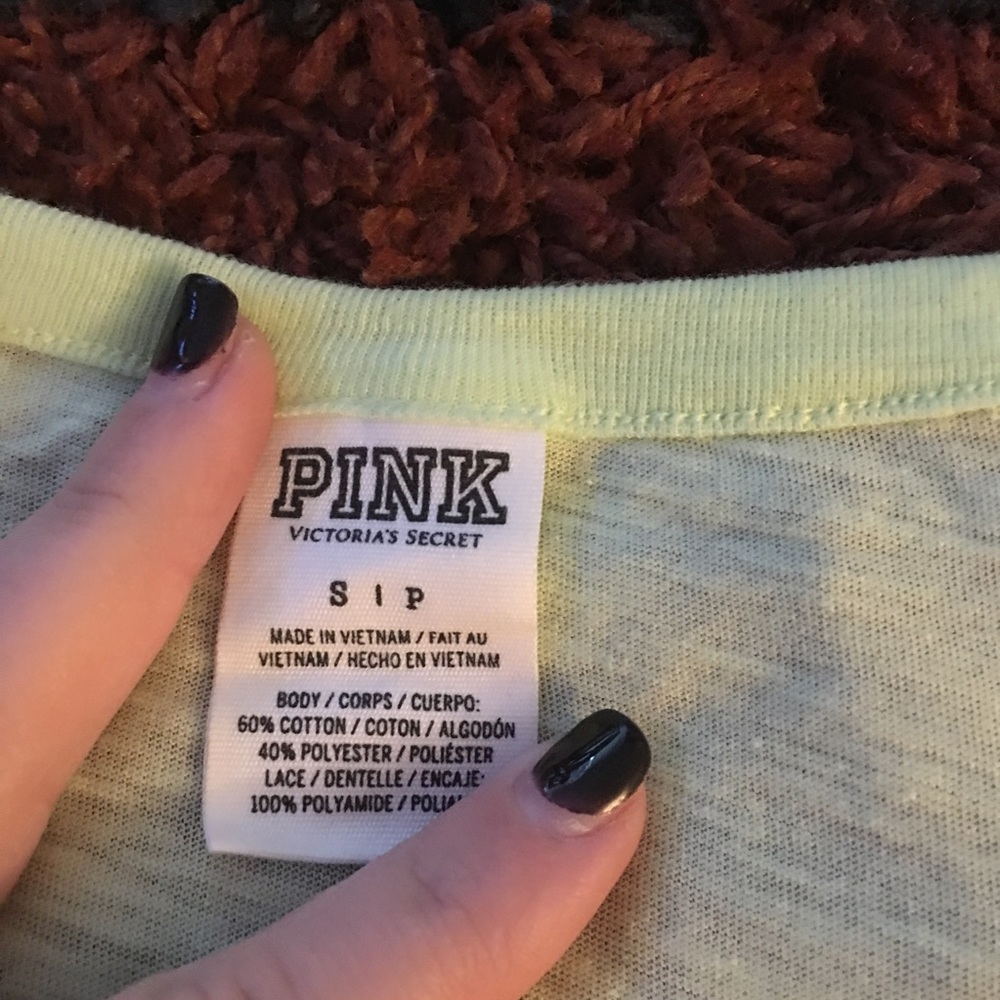 PINK
VICTORIA'S SECRET
S | P
MADE IN VIETNAM / FAIT AU
VIETNAM / HECHO EN VIETNAM
BODY / CORPS / CUERPO:
60% COTTON / COTON / ALGODÓN
40% POLYESTER / POLIÉSTER
LACE / DENTELLE / ENCAJE:
100% POLYAMIDE /